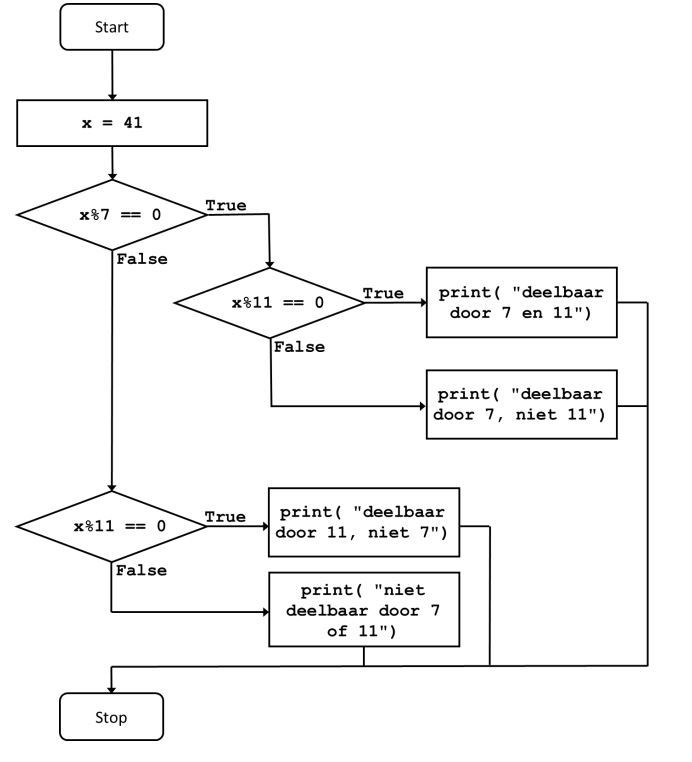 Start
x = 41
x%7 == 0
True
False
x%11 == 0
True
False
print( "deelbaar
door 7 en 11")
print( "deelbaar
door 7, niet 11")
x%11 == 0
True
False
print( "deelbaar
door 11, niet 7")
print( "niet
deelbaar door 7
of 11")
Stop